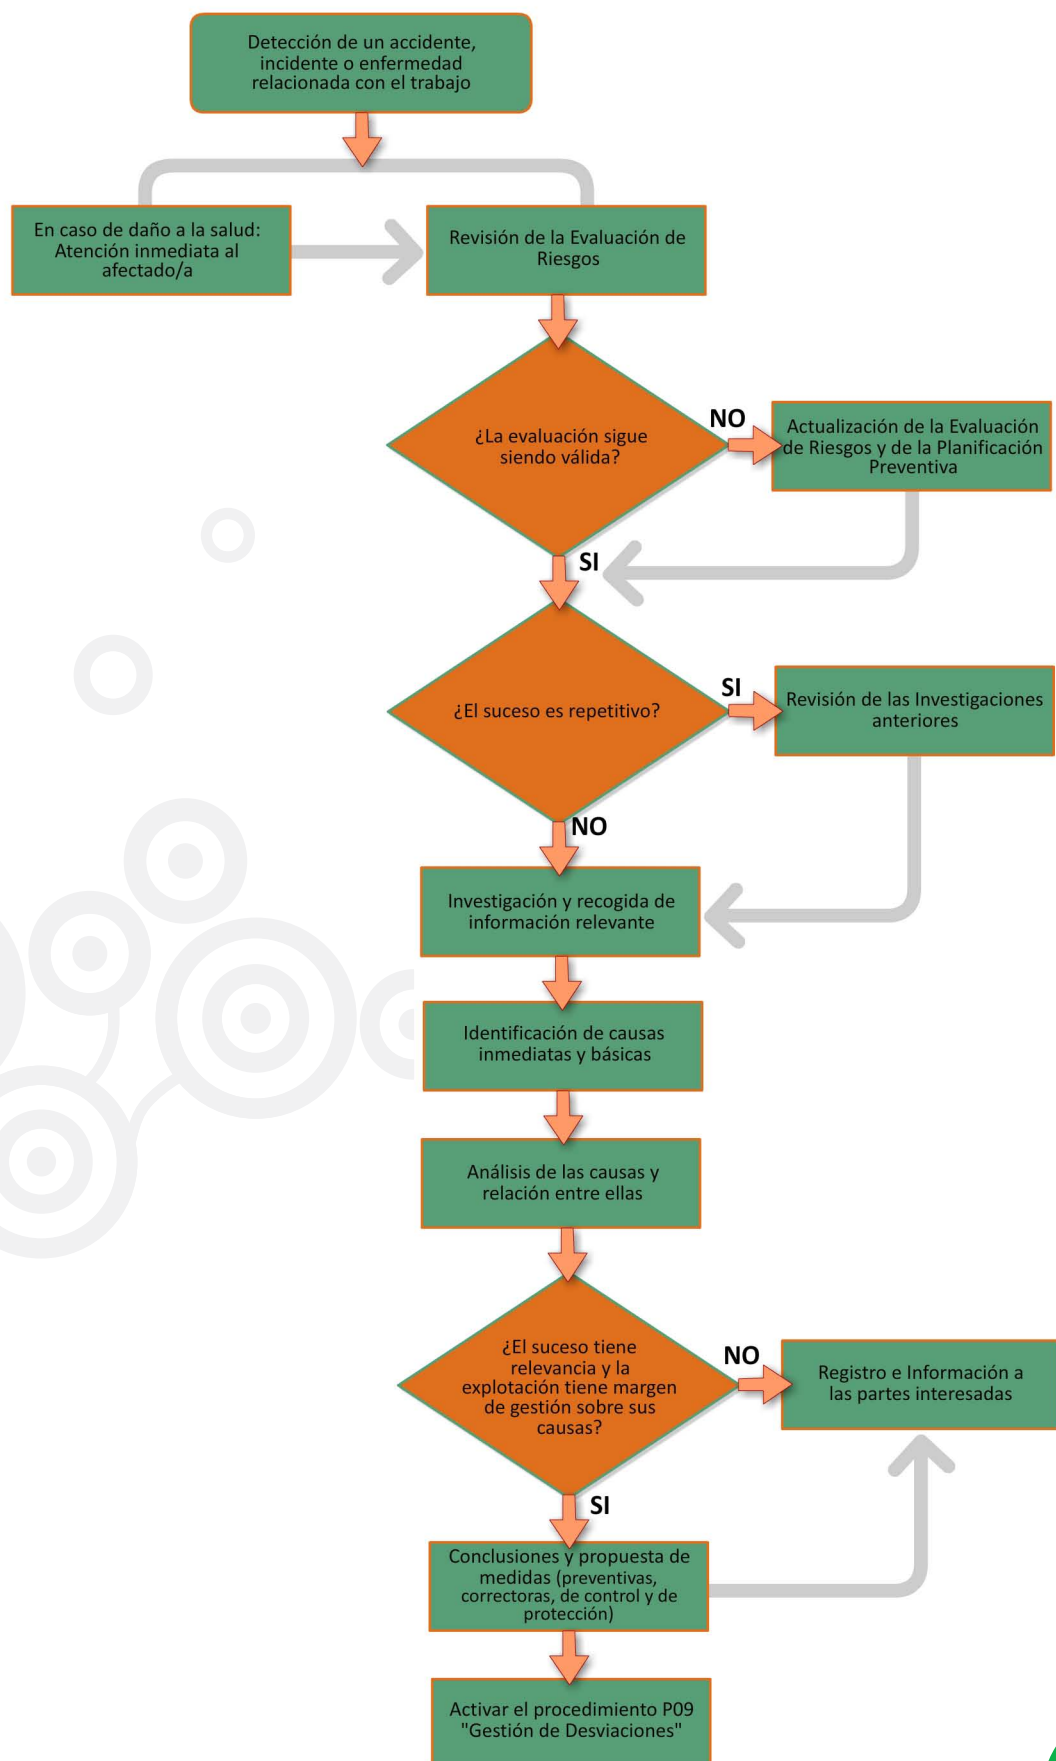 Detección de un accidente,
incidente o enfermedad
relacionada con el trabajo
En caso de daño a la salud:
Atención inmediata al
afectado/a
Revisión de la Evaluación de
Riesgos
¿La evaluación sigue
siendo válida?
NO
Actualización de la Evaluación
de Riesgos y de la Planificación
Preventiva
SI
¿El suceso es repetitivo?
SI
Revisión de las Investigaciones
anteriores
NO
Investigación y recogida de
información relevante
Identificación de causas
inmediatas y básicas
Análisis de las causas y
relación entre ellas
¿El suceso tiene
relevancia y la
explotación tiene margen
de gestión sobre sus
causas?
NO
Registro e Información a
las partes interesadas
SI
Conclusiones y propuesta de
medidas (preventivas,
correctoras, de control y de
protección)
Activar el procedimiento P09
"Gestión de Desviaciones"